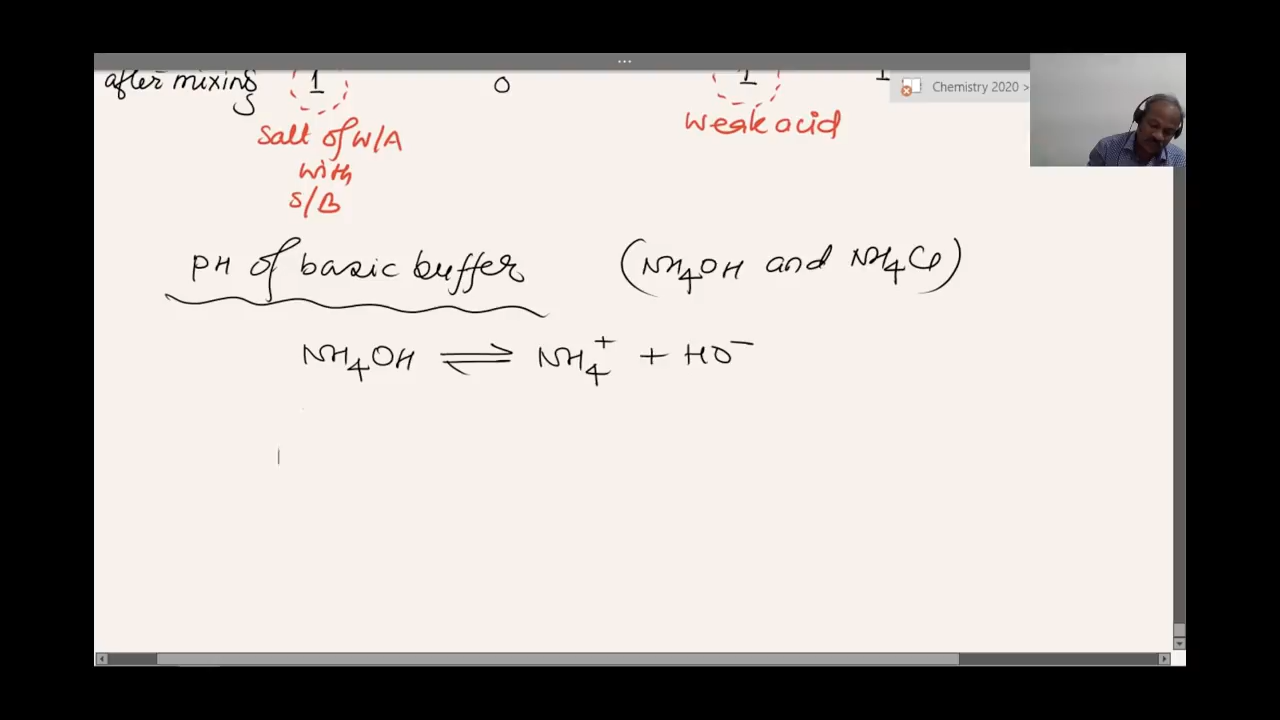 after mixing 1 0 1 1
Chemistry 2020 >
Salt of W/A weak acid
with
S/B
pH of basic buffer (NH₄OH and NH₄Cl)
NH₄OH ⇌ NH₄⁺ + HO⁻